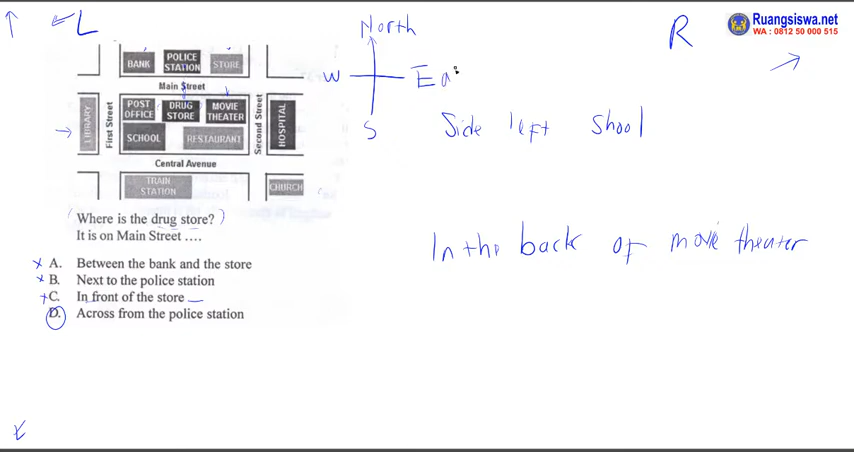 L
North
R
Ruangsiswa.net
WA : 0812 50 000 515
BANK
POLICE
STATION
STORE
W
Ea
Main Street
POST
OFFICE
DRUG
STORE
MOVIE
THEATER
LIBRARY
First Street
Second Street
HOSPITAL
SCHOOL
RESTAURANT
S
Side left Shool
Central Avenue
TRAIN
STATION
CHURCH
(Where is the drug store?)
It is on Main Street ....
In the back of movie theater
x A. Between the bank and the store
x B. Next to the police station
x C. In front of the store
D. Across from the police station